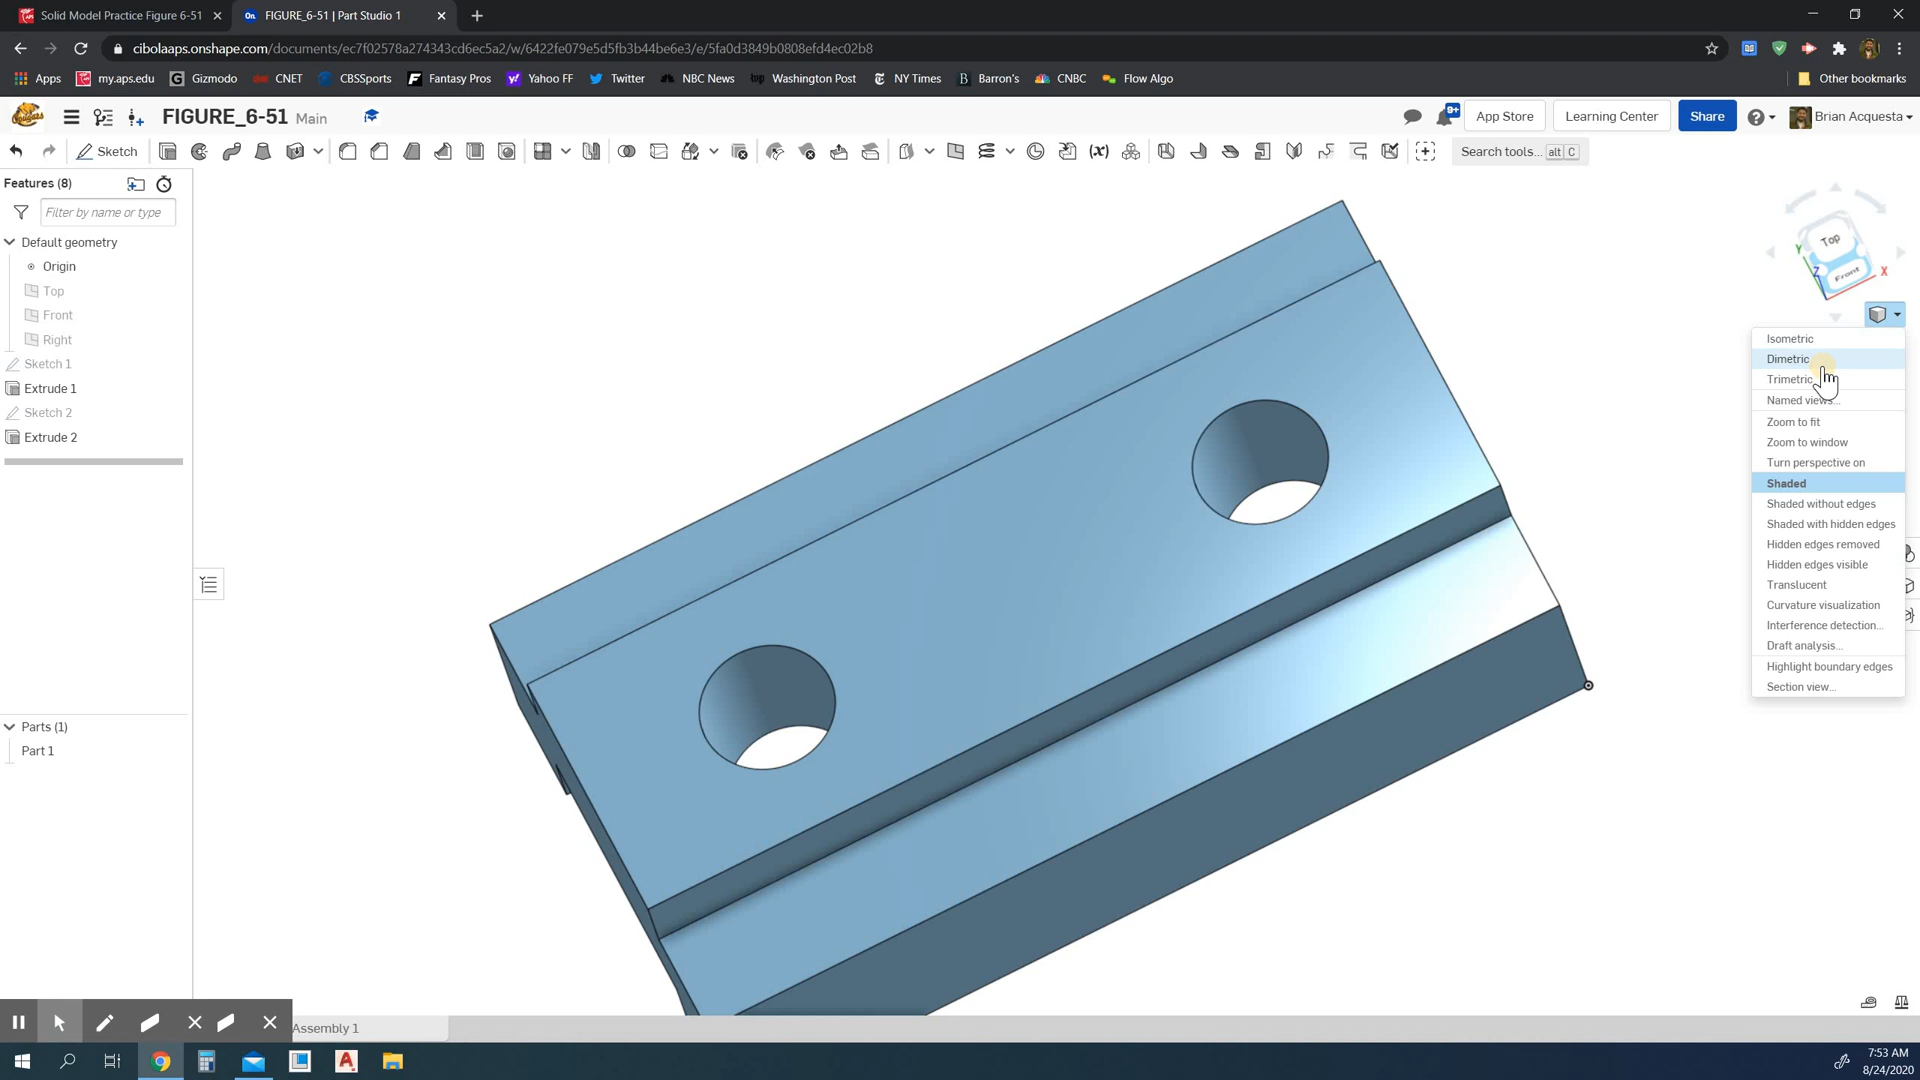 Solid Model Practice Figure 6-51
On FIGURE_6-51 | Part Studio 1
cibolaaps.onshape.com/documents/ec7f02578a274343cd6ec5a2/w/6422fe079e5d5fb3b44be6e3/e/5fa0d3849b0808efd4ec02b8
Apps my.aps.edu Gizmodo CNET CBSSports Fantasy Pros Yahoo FF Twitter NBC News Washington Post NY Times Barron's CNBC Flow Algo Other bookmarks
FIGURE_6-51 Main
9+ App Store Learning Center Share Brian Acquesta
Sketch
Search tools... alt C
Features (8)
Filter by name or type
Default geometry
Origin
Top
Front
Right
Sketch 1
Extrude 1
Sketch 2
Extrude 2
Parts (1)
Part 1
Top
Front
Y
Z
X
Isometric
Dimetric
Trimetric
Named views...
Zoom to fit
Zoom to window
Turn perspective on
Shaded
Shaded without edges
Shaded with hidden edges
Hidden edges removed
Hidden edges visible
Translucent
Curvature visualization
Interference detection...
Draft analysis...
Highlight boundary edges
Section view...
Assembly 1
7:53 AM
8/24/2020